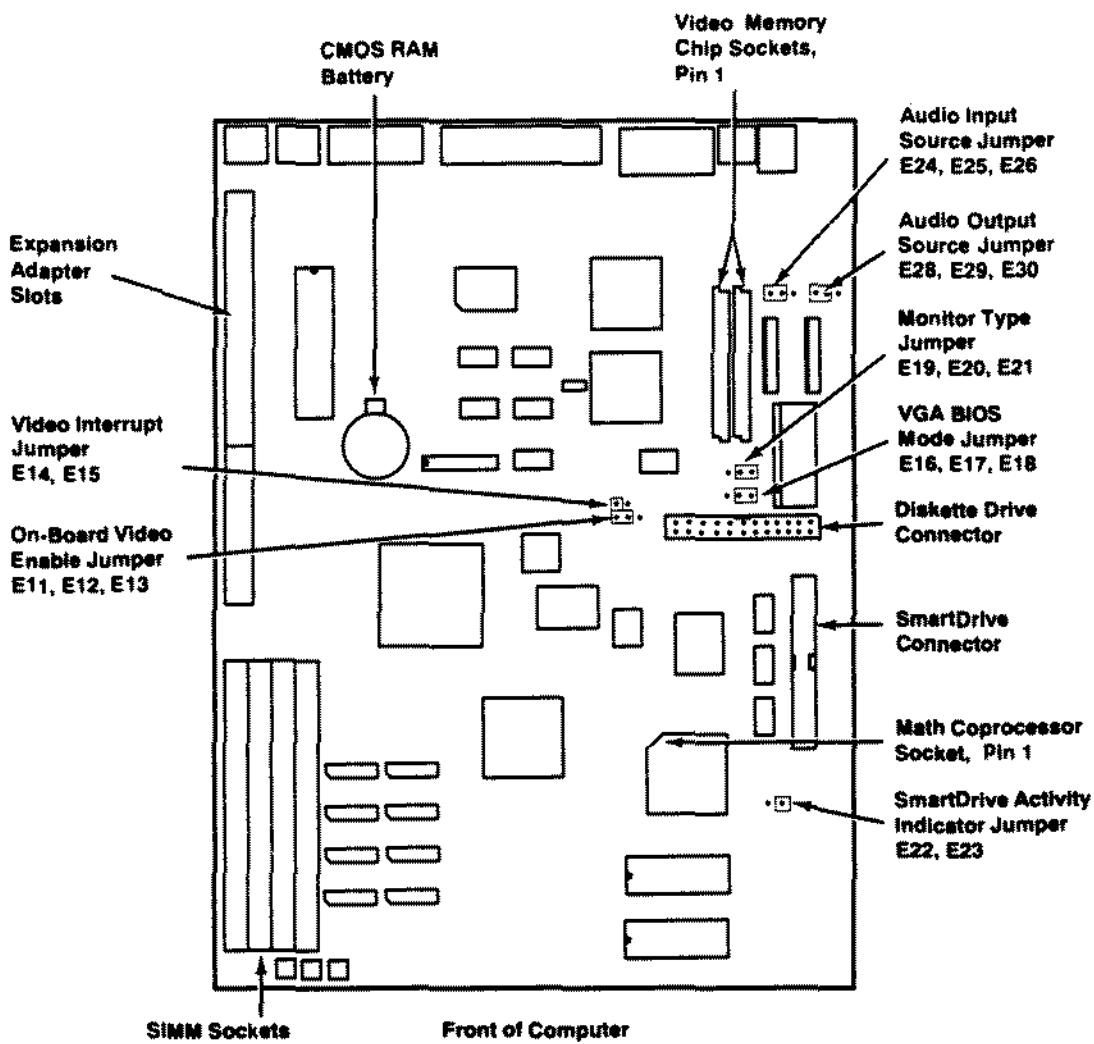 CMOS RAM
Battery
Video Memory
Chip Sockets,
Pin 1
Audio Input
Source Jumper
E24, E25, E26
Audio Output
Source Jumper
E28, E29, E30
Monitor Type
Jumper
E19, E20, E21
VGA BIOS
Mode Jumper
E16, E17, E18
Diskette Drive
Connector
SmartDrive
Connector
Math Coprocessor
Socket, Pin 1
SmartDrive Activity
Indicator Jumper
E22, E23
Expansion
Adapter
Slots
Video Interrupt
Jumper
E14, E15
On-Board Video
Enable Jumper
E11, E12, E13
SIMM Sockets
Front of Computer